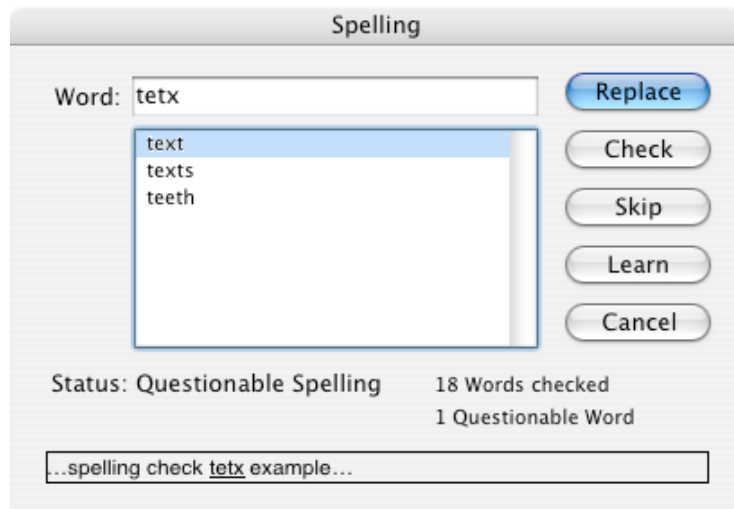 Spelling
Word: tetx
Replace
text
texts
teeth
Check
Skip
Learn
Cancel
Status: Questionable Spelling
18 Words checked
1 Questionable Word
...spelling check tetx example...